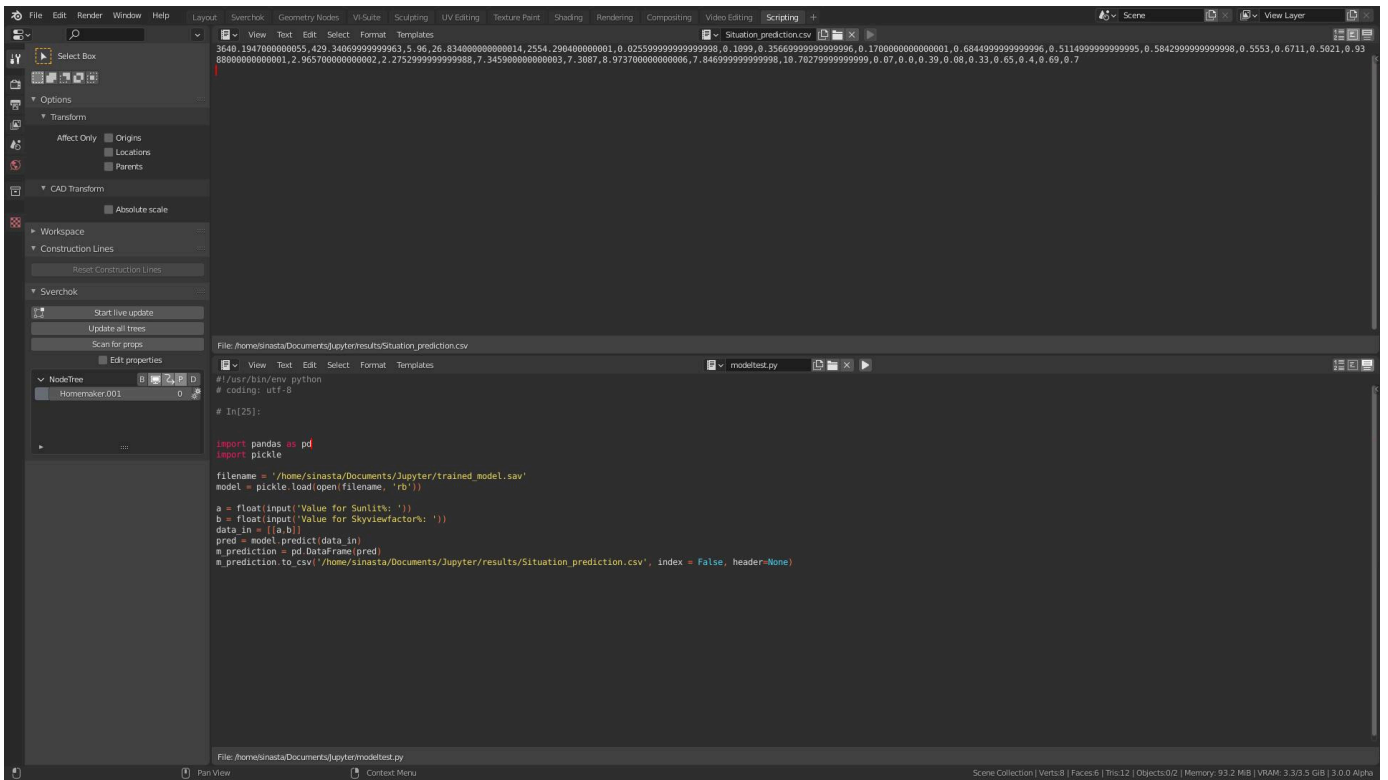 File Edit Render Window Help Layout Sverchok Geometry Nodes VI-Suite Sculpting UV Editing Texture Paint Shading Rendering Compositing Video Editing Scripting + Scene View Layer
Select Box
Options
Transform
Affect Only Origins
Locations
Parents
CAD Transform
Absolute scale
Workspace
Construction Lines
Reset Construction Lines
Sverchok
Start live update
Update all trees
Scan for props
Edit properties
NodeTree B P D
Homemaker.001 0
View Text Edit Select Format Templates Situation_prediction.csv
3640.1947000000055,429.34069999999963,5.96,26.834000000000014,2554.290400000001,0.02559999999999998,0.1099,0.35669999999999996,0.1700000000000001,0.6844999999999996,0.5114999999999995,0.5842999999999998,0.5553,0.6711,0.5021,0.93
88000000000001,2.965700000000002,2.2752999999999988,7.345900000000003,7.3087,8.973700000000006,7.846999999999998,10.70279999999999,0.07,0.0,0.39,0.08,0.33,0.65,0.4,0.69,0.7
File: /home/sinasta/Documents/Jupyter/results/Situation_prediction.csv
View Text Edit Select Format Templates modeltest.py
#!/usr/bin/env python
# coding: utf-8
# In[25]:
import pandas as pd
import pickle
filename = '/home/sinasta/Documents/Jupyter/trained_model.sav'
model = pickle.load(open(filename, 'rb'))
a = float(input('Value for Sunlit%: '))
b = float(input('Value for Skyviewfactor%: '))
data_in = [[a,b]]
pred = model.predict(data_in)
m_prediction = pd.DataFrame(pred)
m_prediction.to_csv('/home/sinasta/Documents/Jupyter/results/Situation_prediction.csv', index = False, header=None)
File: /home/sinasta/Documents/Jupyter/modeltest.py
Pan View Context Menu Scene Collection | Verts:8 | Faces:6 | Tris:12 | Objects:0/2 | Memory: 93.2 MiB | VRAM: 3.3/3.5 GiB | 3.0.0 Alpha